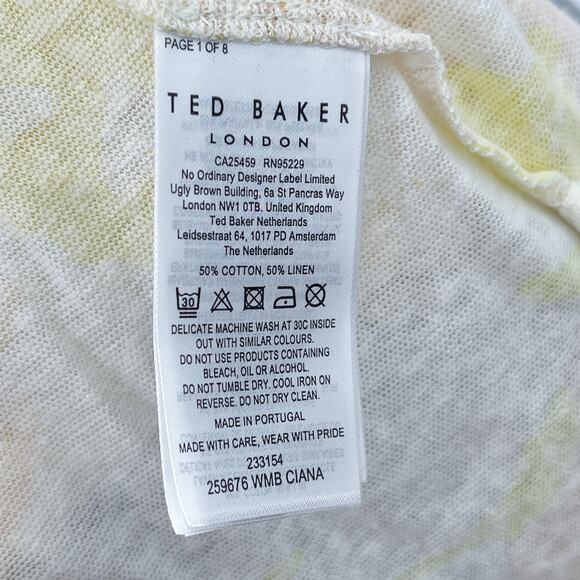 PAGE 1 OF 8
TED BAKER
LONDON
CA25459 RN95229
No Ordinary Designer Label Limited
Ugly Brown Building, 6a St Pancras Way
London NW1 0TB. United Kingdom
Ted Baker Netherlands
Leidsestraat 64, 1017 PD Amsterdam
The Netherlands
50% COTTON, 50% LINEN
30
DELICATE MACHINE WASH AT 30C INSIDE
OUT WITH SIMILAR COLOURS.
DO NOT USE PRODUCTS CONTAINING
BLEACH, OIL OR ALCOHOL.
DO NOT TUMBLE DRY. COOL IRON ON
REVERSE. DO NOT DRY CLEAN.
MADE IN PORTUGAL
MADE WITH CARE, WEAR WITH PRIDE
233154
259676 WMB CIANA